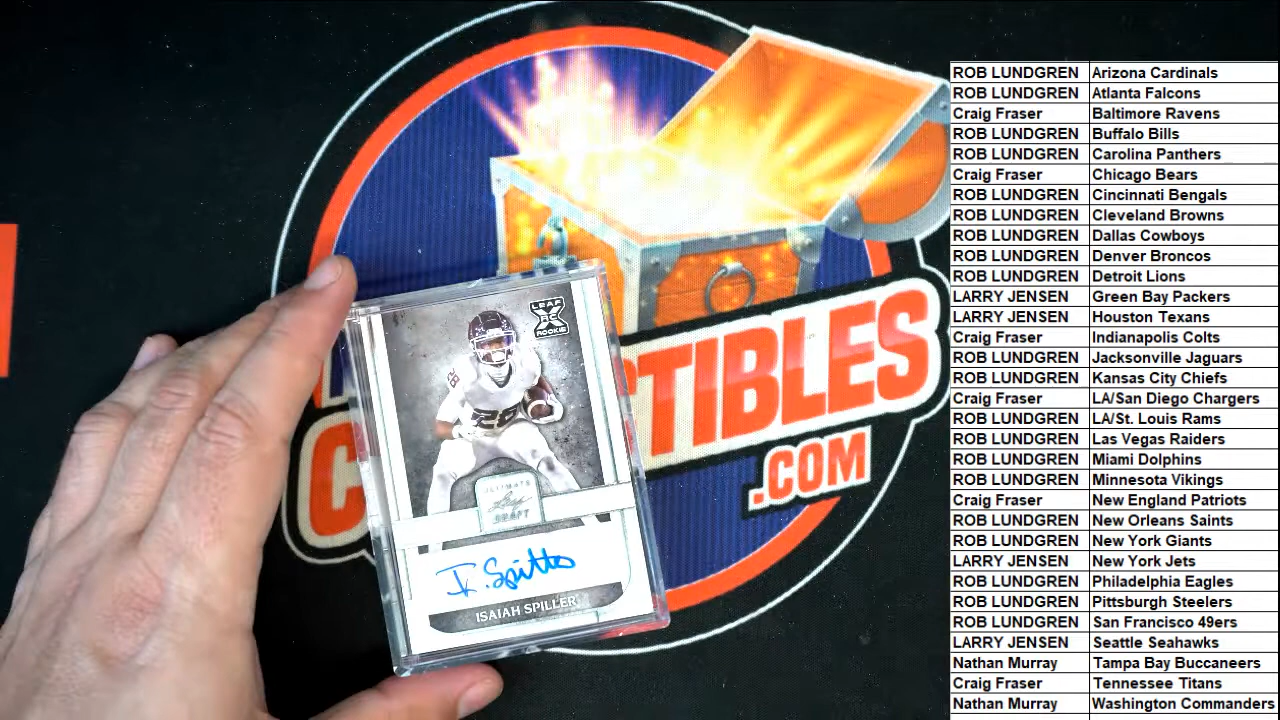 LEAF
RC
ROOKIE
28
28
ULTIMATE
Leaf
DRAFT
I. Spiller
ISAIAH SPILLER
C
TIBLES
.COM
ROB LUNDGREN Arizona Cardinals
ROB LUNDGREN Atlanta Falcons
Craig Fraser Baltimore Ravens
ROB LUNDGREN Buffalo Bills
ROB LUNDGREN Carolina Panthers
Craig Fraser Chicago Bears
ROB LUNDGREN Cincinnati Bengals
ROB LUNDGREN Cleveland Browns
ROB LUNDGREN Dallas Cowboys
ROB LUNDGREN Denver Broncos
ROB LUNDGREN Detroit Lions
LARRY JENSEN Green Bay Packers
LARRY JENSEN Houston Texans
Craig Fraser Indianapolis Colts
ROB LUNDGREN Jacksonville Jaguars
ROB LUNDGREN Kansas City Chiefs
Craig Fraser LA/San Diego Chargers
ROB LUNDGREN LA/St. Louis Rams
ROB LUNDGREN Las Vegas Raiders
ROB LUNDGREN Miami Dolphins
ROB LUNDGREN Minnesota Vikings
Craig Fraser New England Patriots
ROB LUNDGREN New Orleans Saints
ROB LUNDGREN New York Giants
LARRY JENSEN New York Jets
ROB LUNDGREN Philadelphia Eagles
ROB LUNDGREN Pittsburgh Steelers
ROB LUNDGREN San Francisco 49ers
LARRY JENSEN Seattle Seahawks
Nathan Murray Tampa Bay Buccaneers
Craig Fraser Tennessee Titans
Nathan Murray Washington Commanders